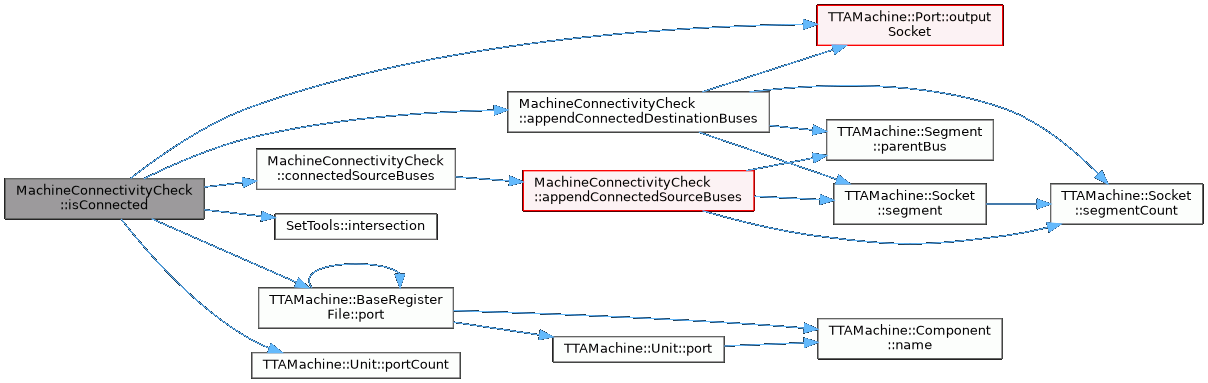 TTAMachine::Port::output
Socket
MachineConnectivityCheck
::appendConnectedDestinationBuses
TTAMachine::Segment
::parentBus
MachineConnectivityCheck
::connectedSourceBuses
MachineConnectivityCheck
::appendConnectedSourceBuses
MachineConnectivityCheck
::isConnected
TTAMachine::Socket
::segment
TTAMachine::Socket
::segmentCount
SetTools::intersection
TTAMachine::BaseRegister
File::port
TTAMachine::Component
::name
TTAMachine::Unit::port
TTAMachine::Unit::portCount